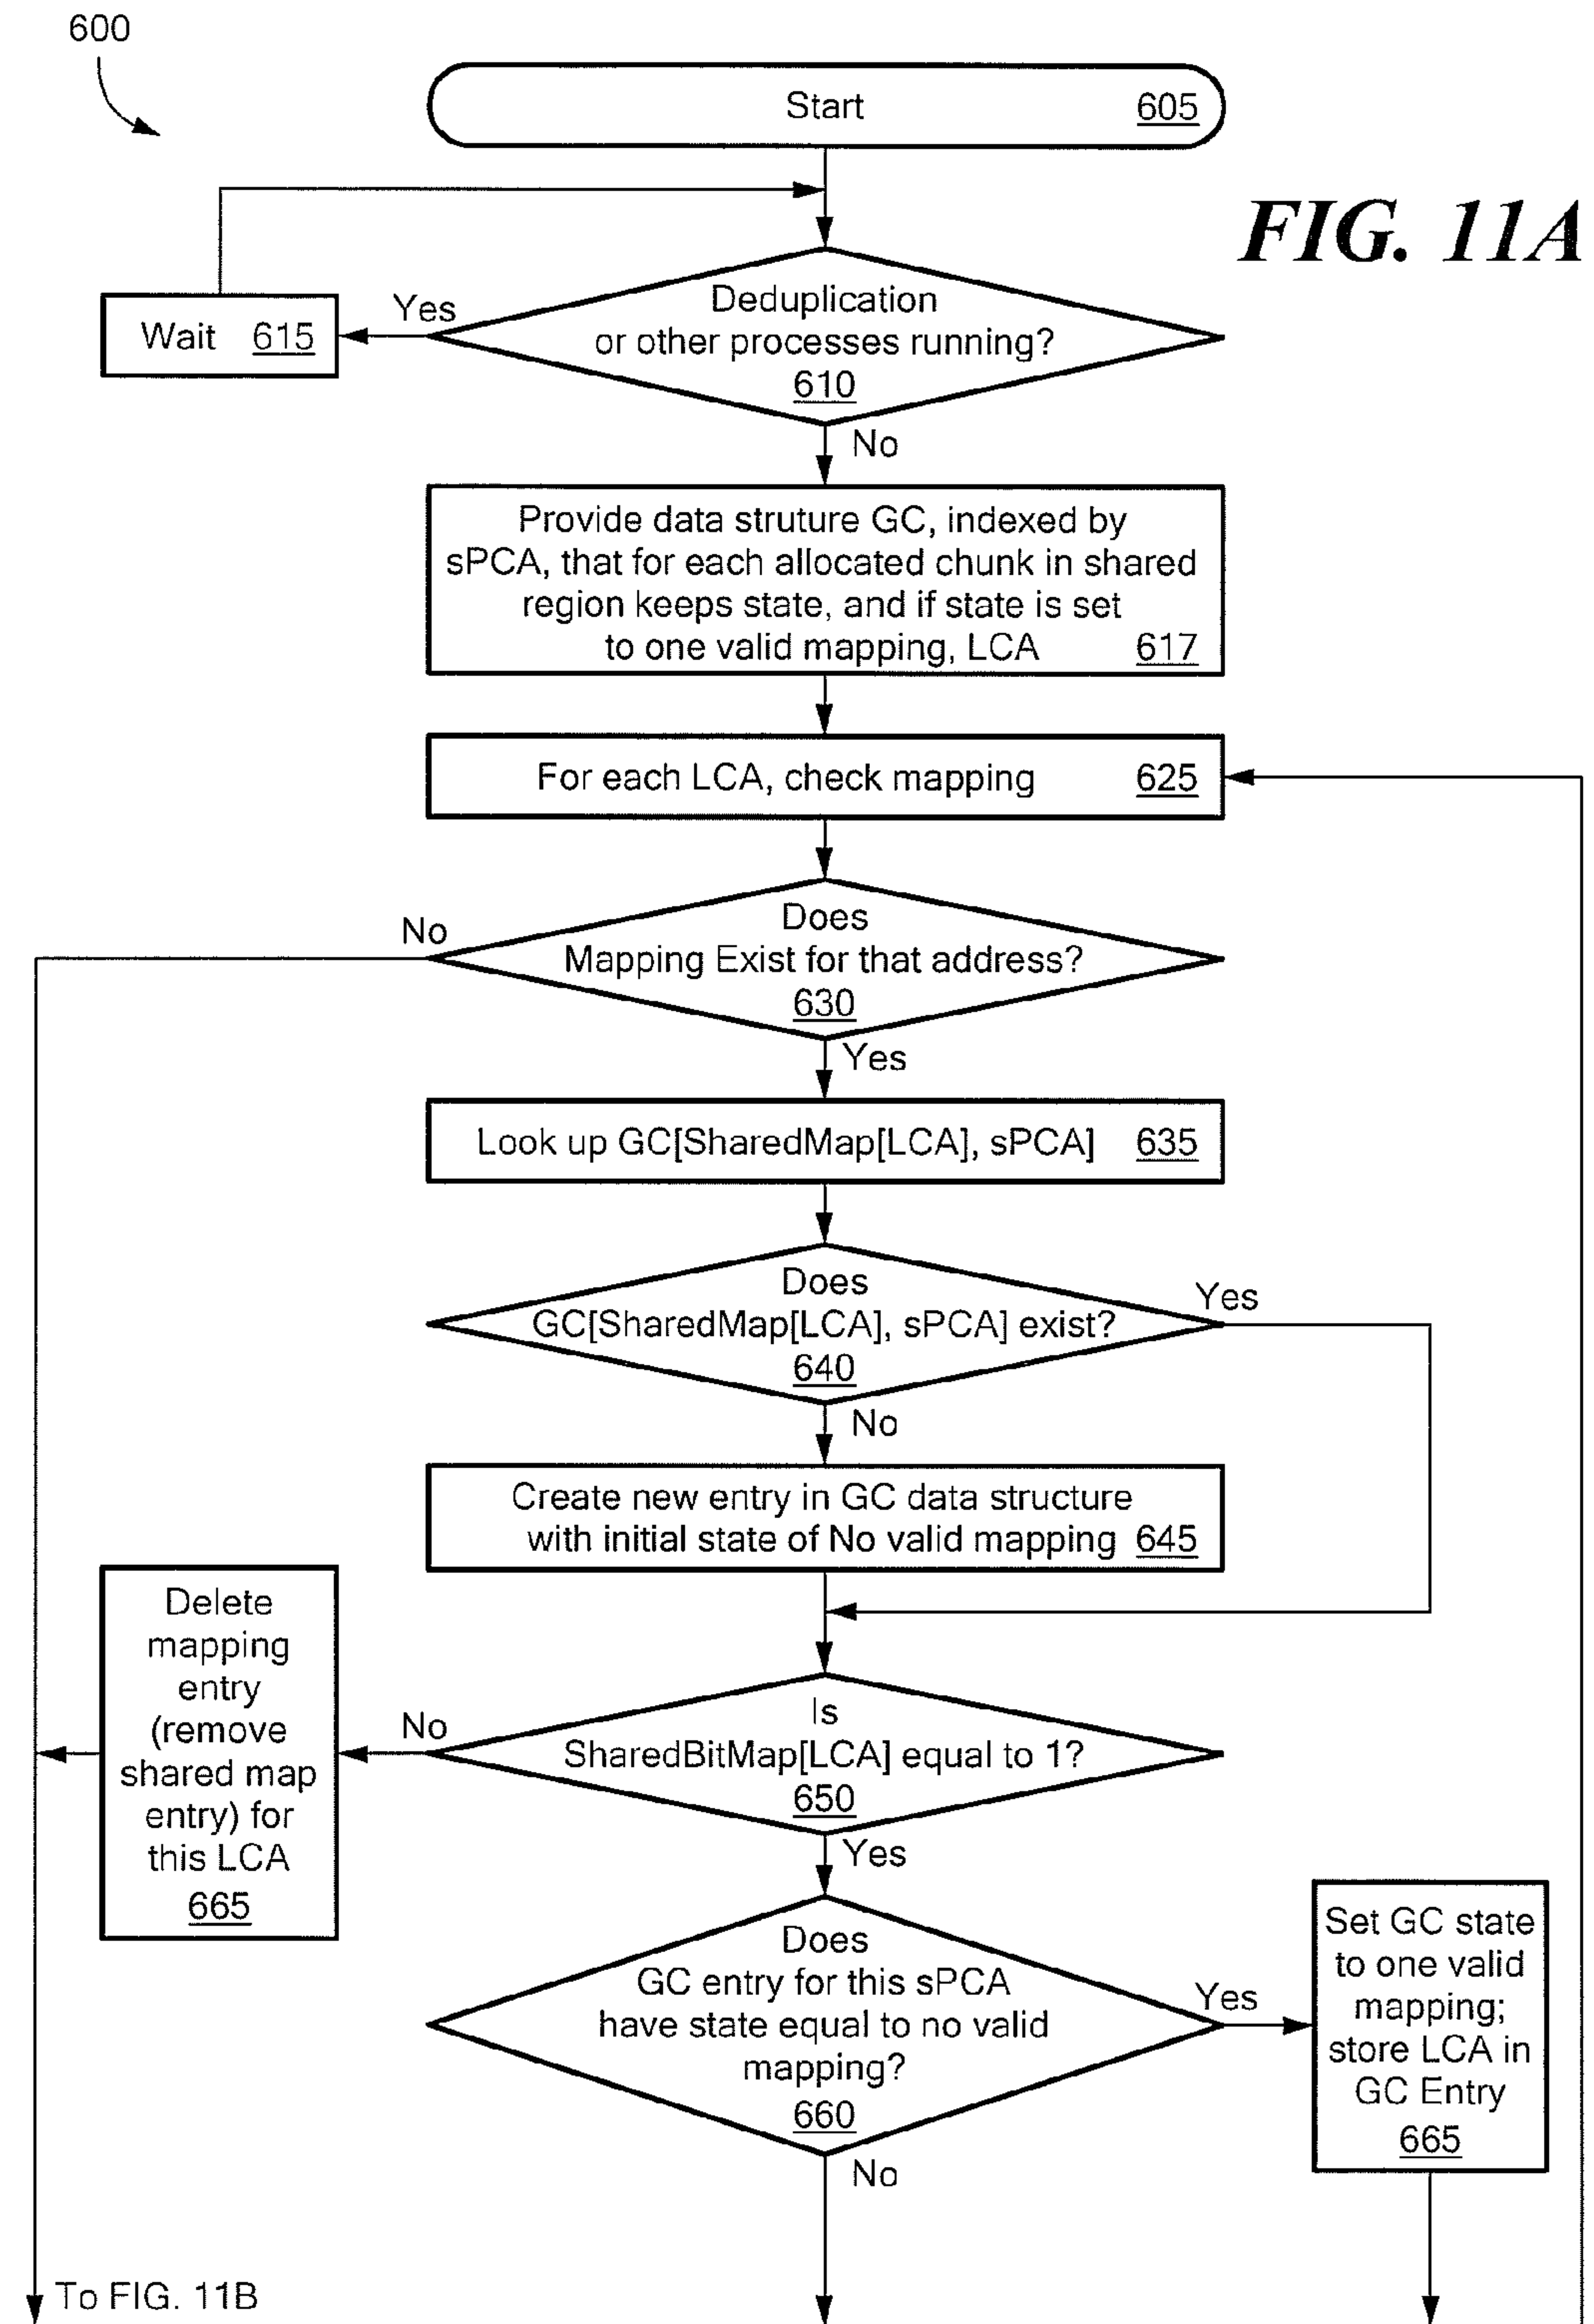 600
Start 605
FIG. 11A
Deduplication
or other processes running?
610
Yes
Wait 615
No
Provide data struture GC, indexed by
sPCA, that for each allocated chunk in shared
region keeps state, and if state is set
to one valid mapping, LCA 617
For each LCA, check mapping 625
Does
Mapping Exist for that address?
630
No
Yes
Look up GC[SharedMap[LCA], sPCA] 635
Does
GC[SharedMap[LCA], sPCA] exist?
640
Yes
No
Create new entry in GC data structure
with initial state of No valid mapping 645
Is
SharedBitMap[LCA] equal to 1?
650
No
Delete
mapping
entry
(remove
shared map
entry) for
this LCA
665
Yes
Does
GC entry for this sPCA
have state equal to no valid
mapping?
660
Yes
Set GC state
to one valid
mapping;
store LCA in
GC Entry
665
No
To FIG. 11B